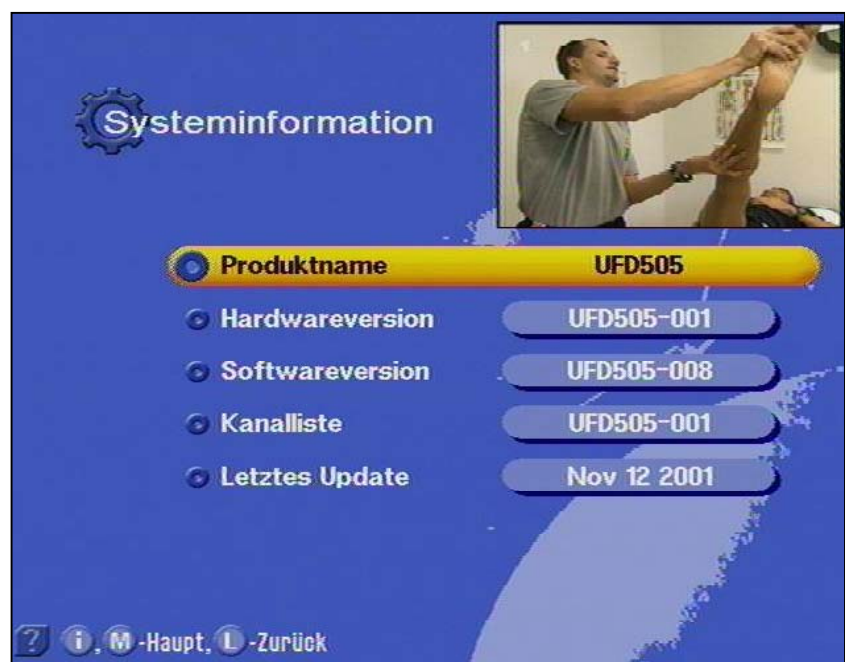 Systeminformation
Produktname UFD505
Hardwareversion UFD505-001
Softwareversion UFD505-008
Kanalliste UFD505-001
Letztes Update Nov 12 2001
? i, M -Haupt, L -Zurück